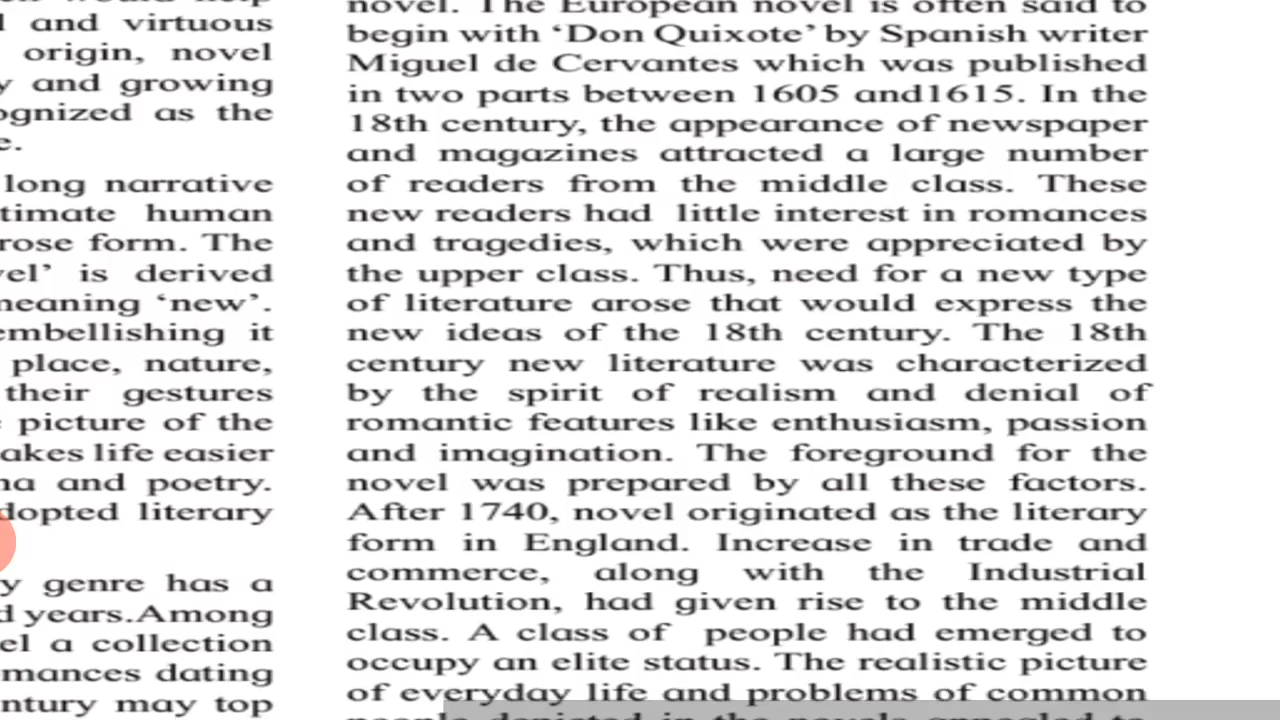 and virtuous
origin, novel
and growing
as the
long narrative
human
form. The
is derived
meaning ‘new’.
embellishing it
place, nature,
their gestures
picture of the
life easier
and poetry.
literary
genre has a
years.Among
a collection
dating
may top
novel. The European novel is often said to
begin with ‘Don Quixote’ by Spanish writer
Miguel de Cervantes which was published
in two parts between 1605 and1615. In the
18th century, the appearance of newspaper
and magazines attracted a large number
of readers from the middle class. These
new readers had little interest in romances
and tragedies, which were appreciated by
the upper class. Thus, need for a new type
of literature arose that would express the
new ideas of the 18th century. The 18th
century new literature was characterized
by the spirit of realism and denial of
romantic features like enthusiasm, passion
and imagination. The foreground for the
novel was prepared by all these factors.
After 1740, novel originated as the literary
form in England. Increase in trade and
commerce, along with the Industrial
Revolution, had given rise to the middle
class. A class of people had emerged to
occupy an elite status. The realistic picture
of everyday life and problems of common